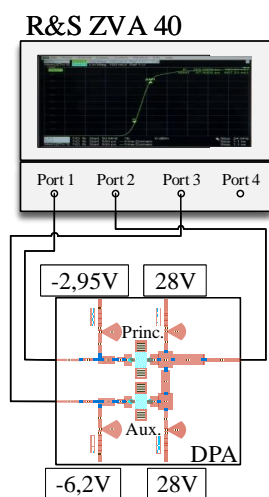 R&S ZVA 40
Port 1 Port 2 Port 3 Port 4
-2,95V 28V
Princ.
Aux.
DPA
-6,2V 28V